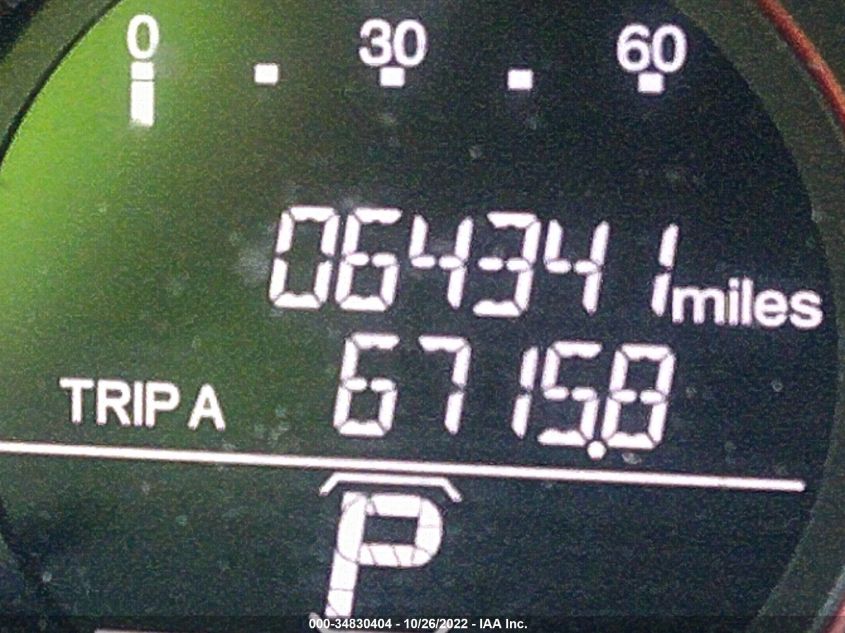 0 30 60
064341 miles
TRIP A 6715.8
P
000-34830404 - 10/26/2022 - IAA Inc.